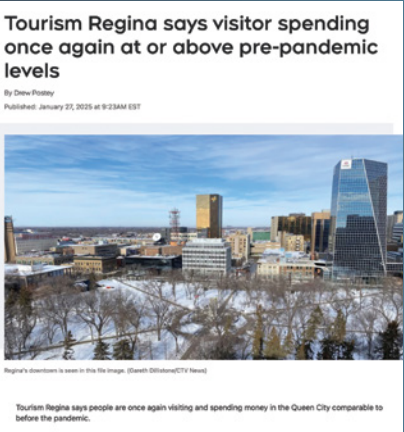 Tourism Regina says visitor spending
once again at or above pre-pandemic
levels
By Drew Postey
Published: January 27, 2025 at 9:23AM EST
Regina's downtown is seen in this file image. (Gareth Dillistone/CTV News)
Tourism Regina says people are once again visiting and spending money in the Queen City comparable to
before the pandemic.